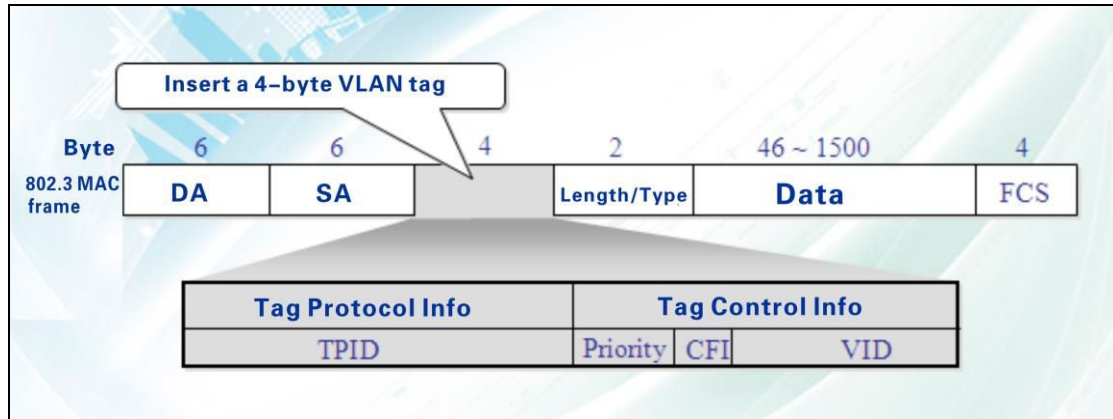 Insert a 4–byte VLAN tag
Byte 6 6 4 2 46 ~ 1500 4
802.3 MAC frame DA SA Length/Type Data FCS
Tag Protocol Info Tag Control Info
TPID Priority CFI VID